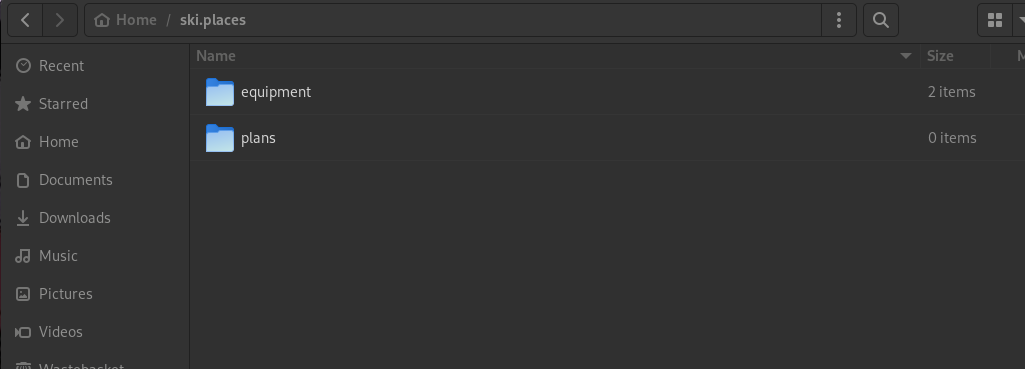 Home / ski.places
Name Size M
Recent
equipment 2 items
Starred
plans 0 items
Home
Documents
Downloads
Music
Pictures
Videos
Wastebasket